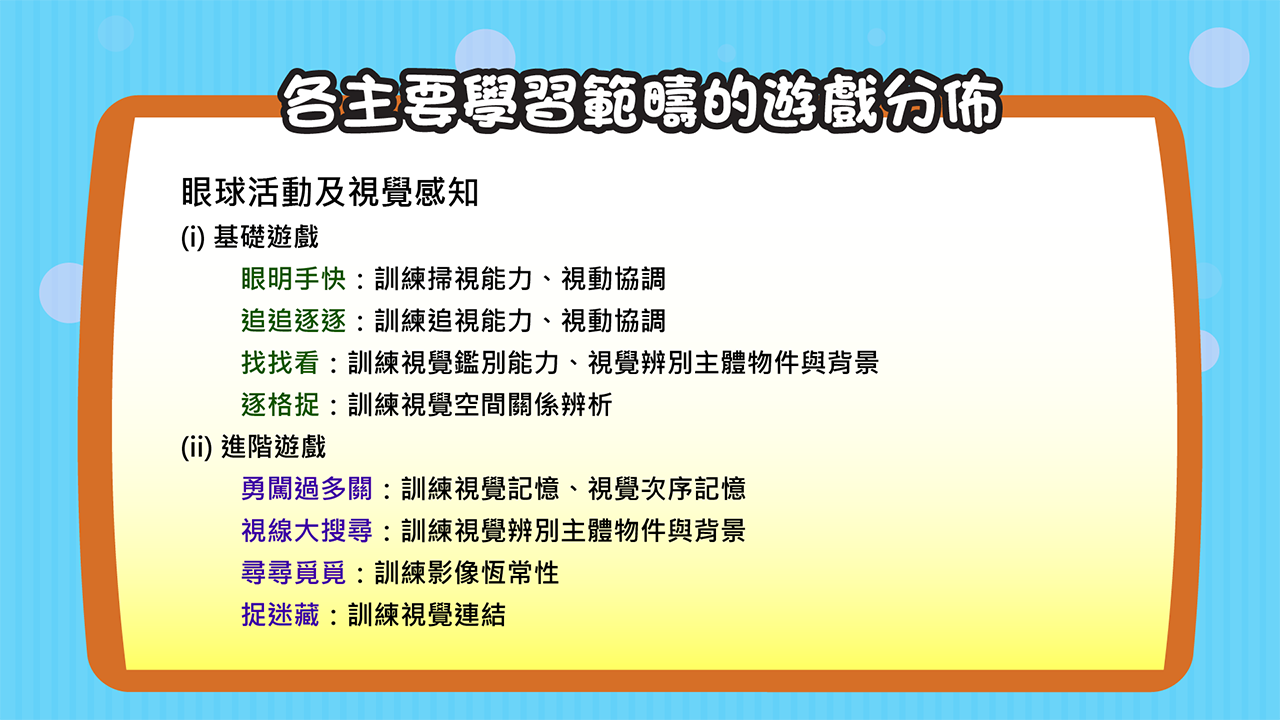 各主要學習範疇的遊戲分佈
眼球活動及視覺感知
(i) 基礎遊戲
眼明手快：訓練掃視能力、視動協調
追追逐逐：訓練追視能力、視動協調
找找看：訓練視覺鑑別能力、視覺辨別主體物件與背景
逐格捉：訓練視覺空間關係辨析
(ii) 進階遊戲
勇闖過多關：訓練視覺記憶、視覺次序記憶
視線大搜尋：訓練視覺辨別主體物件與背景
尋尋覓覓：訓練影像恆常性
捉迷藏：訓練視覺連結